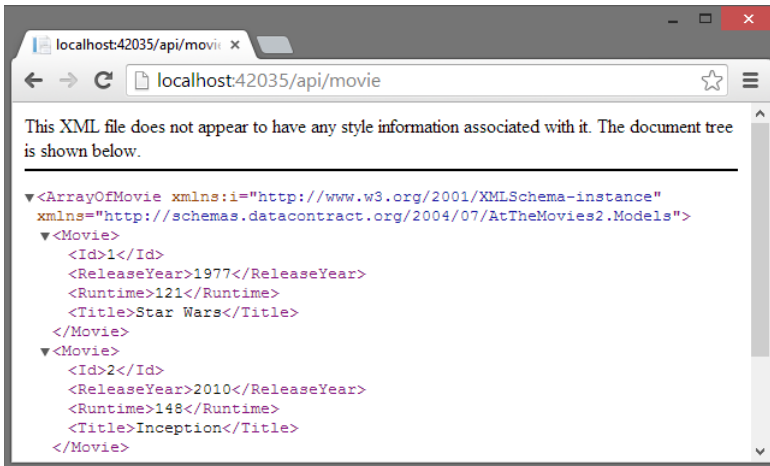 localhost:42035/api/movi
localhost:42035/api/movie
This XML file does not appear to have any style information associated with it. The document tree
is shown below.
▼<ArrayOfMovie xmlns:i="http://www.w3.org/2001/XMLSchema-instance"
xmlns="http://schemas.datacontract.org/2004/07/AtTheMovies2.Models">
▼<Movie>
<Id>1</Id>
<ReleaseYear>1977</ReleaseYear>
<Runtime>121</Runtime>
<Title>Star Wars</Title>
</Movie>
▼<Movie>
<Id>2</Id>
<ReleaseYear>2010</ReleaseYear>
<Runtime>148</Runtime>
<Title>Inception</Title>
</Movie>